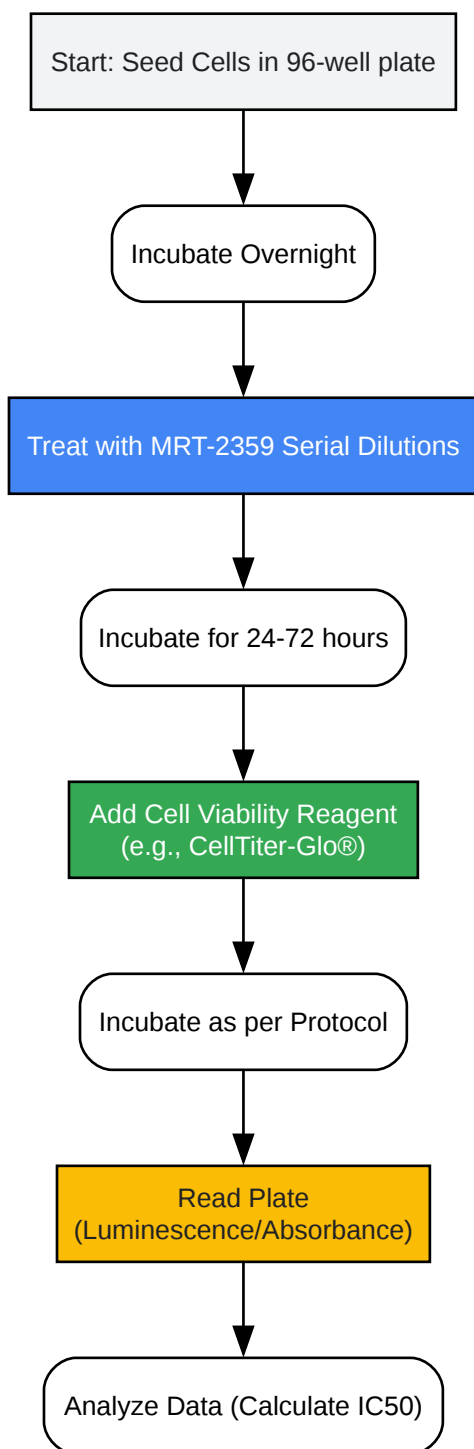 Start: Seed Cells in 96-well plate
Incubate Overnight
Treat with MRT-2359 Serial Dilutions
Incubate for 24-72 hours
Add Cell Viability Reagent
(e.g., CellTiter-Glo®)
Incubate as per Protocol
Read Plate
(Luminescence/Absorbance)
Analyze Data (Calculate IC50)